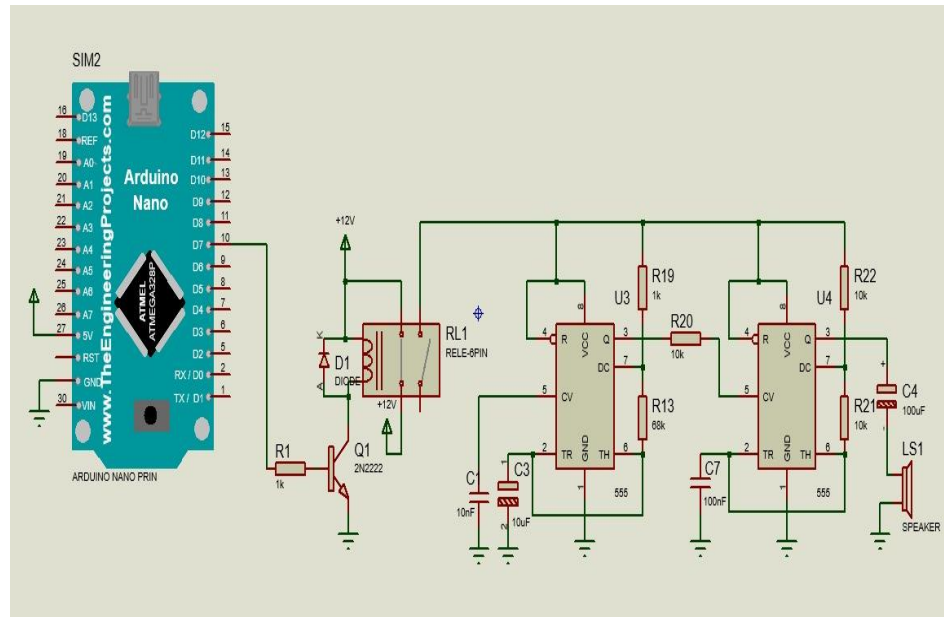 SIM2
www.TheEngineeringProjects.com
Arduino
Nano
ATMEL
ATMEGA328P
16 D13
18 REF
19 A0
20 A1
21 A2
22 A3
23 A4
24 A5
25 A6
26 A7
27 5V
RST
GND
30 VIN
D12 15
D11 14
D10 13
D9 12
D8 11
D7 10
D6 9
D5 8
D4 7
D3 6
D2 5
RX / D0 2
TX / D1 1
ARDUINO NANO PRIN
R1
1k
Q1
2N2222
+12V
K
D1
A
DIODE
+12V
RL1
RELE-6PIN
C1
10nF
C3
1
10uF
2
U3
8
4 R
VCC
Q 3
DC 7
5 CV
GND
2 TR
TH 6
1
555
R19
1k
R13
68k
R20
10k
U4
8
4 R
VCC
Q 3
DC 7
5 CV
GND
2 TR
TH 6
1
555
C7
100nF
R22
10k
R21
10k
+
C4
100uF
-
LS1
SPEAKER